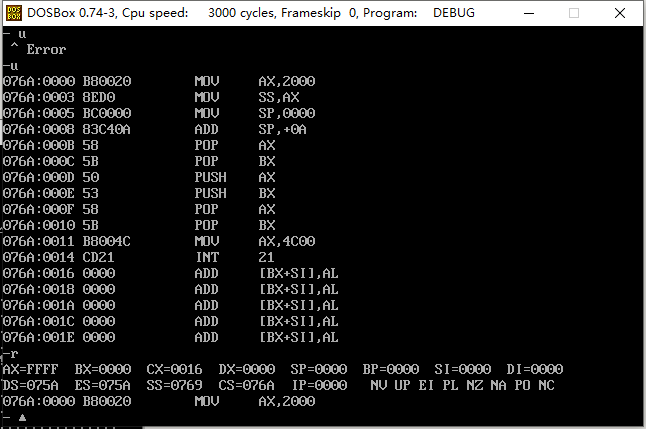 DOSBox 0.74-3, Cpu speed: 3000 cycles, Frameskip 0, Program: DEBUG
- u
^ Error
-u
076A:0000 B80020 MOV AX,2000
076A:0003 8ED0 MOV SS,AX
076A:0005 BC0000 MOV SP,0000
076A:0008 83C40A ADD SP,+0A
076A:000B 58 POP AX
076A:000C 5B POP BX
076A:000D 50 PUSH AX
076A:000E 53 PUSH BX
076A:000F 58 POP AX
076A:0010 5B POP BX
076A:0011 B8004C MOV AX,4C00
076A:0014 CD21 INT 21
076A:0016 0000 ADD [BX+SI],AL
076A:0018 0000 ADD [BX+SI],AL
076A:001A 0000 ADD [BX+SI],AL
076A:001C 0000 ADD [BX+SI],AL
076A:001E 0000 ADD [BX+SI],AL
-r
AX=FFFF BX=0000 CX=0016 DX=0000 SP=0000 BP=0000 SI=0000 DI=0000
DS=075A ES=075A SS=0769 CS=076A IP=0000 NV UP EI PL NZ NA PO NC
076A:0000 B80020 MOV AX,2000
- ▲